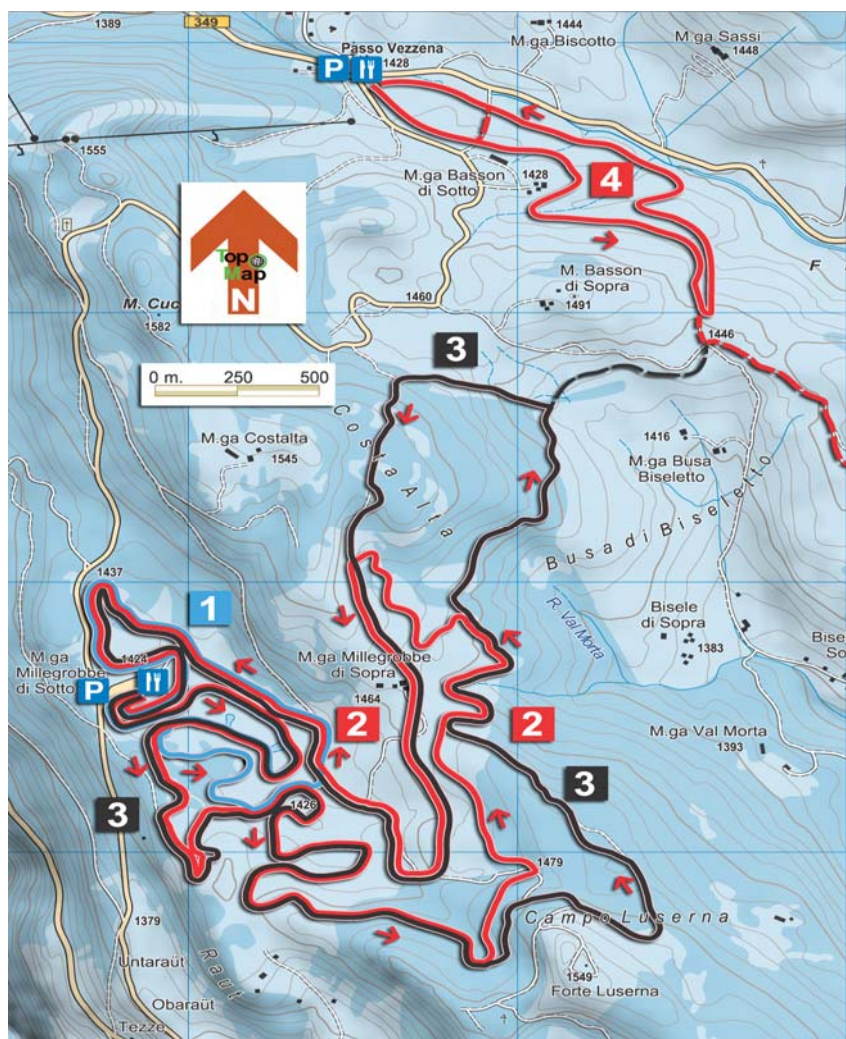 1389
349
1444
M.ga Biscotto
M.ga Sassi
1448
Passo Vezzena
1428
P
1555
M.ga Basson
di Sotto
1428
4
Top
Map
N
M. Basson
di Sopra
1491
F
M. Cuc
1582
1460
1446
3
0 m. 250 500
Costa Alta
M.ga Costalta
1545
1416
M.ga Busa
Biseletto
Busa di Biseletto
1437
1
R. Val Morta
Bisele
di Sopra
1383
Bise
So
M.ga
Millegrobbe
di Sotto
1424
P
M.ga Millegrobbe
di Sopra
1464
2
2
M.ga Val Morta
1393
3
3
1426
1479
Campo Luserna
1379
1549
Forte Luserna
Untaraüt
Raut
Obaraüt
Tezze